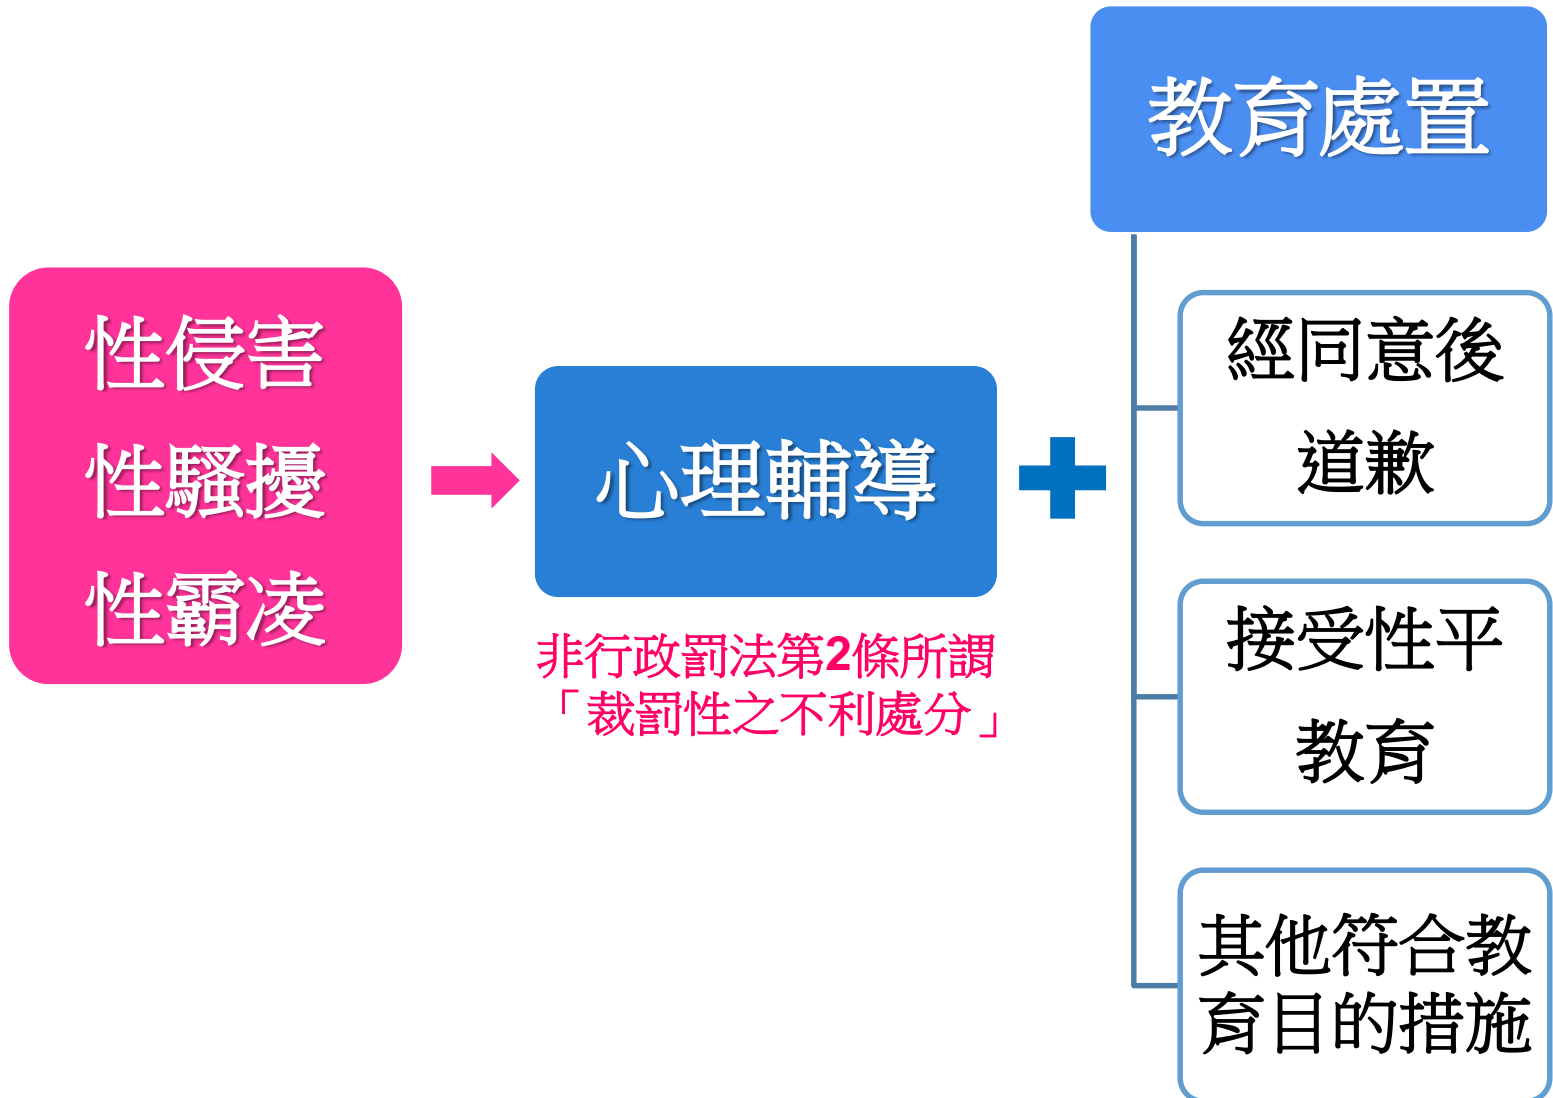 性侵害
性騷擾
性霸凌
心理輔導
非行政罰法第2條所謂
「裁罰性之不利處分」
教育處置
經同意後
道歉
接受性平
教育
其他符合教
育目的措施